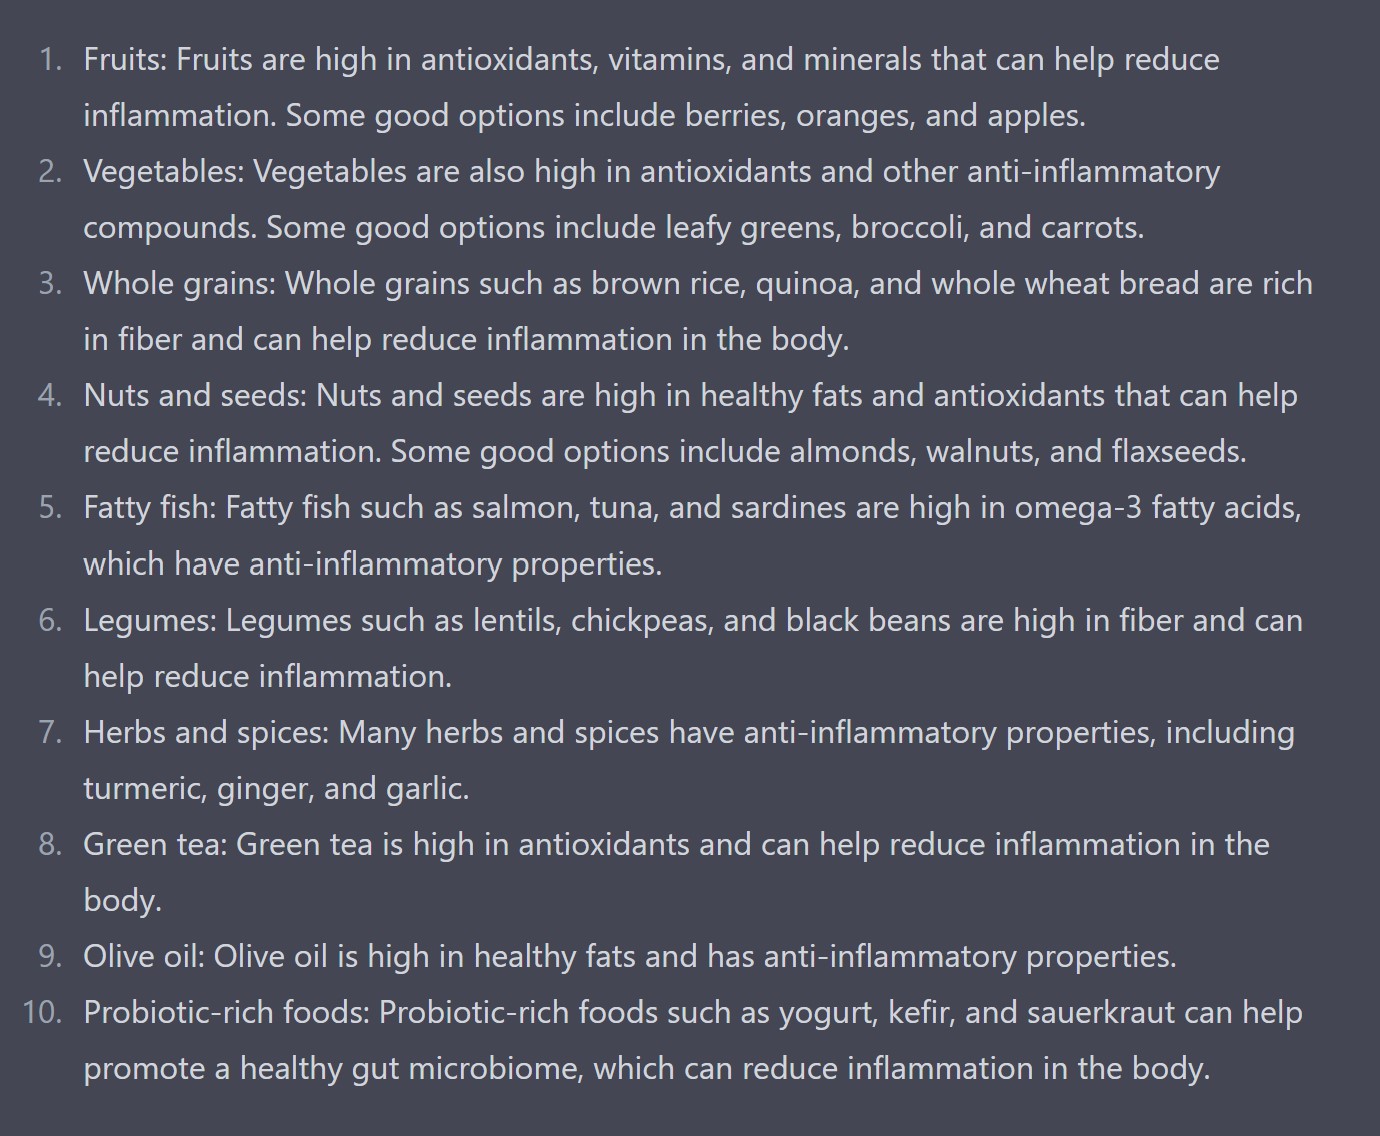 1. Fruits: Fruits are high in antioxidants, vitamins, and minerals that can help reduce
inflammation. Some good options include berries, oranges, and apples.
2. Vegetables: Vegetables are also high in antioxidants and other anti-inflammatory
compounds. Some good options include leafy greens, broccoli, and carrots.
3. Whole grains: Whole grains such as brown rice, quinoa, and whole wheat bread are rich
in fiber and can help reduce inflammation in the body.
4. Nuts and seeds: Nuts and seeds are high in healthy fats and antioxidants that can help
reduce inflammation. Some good options include almonds, walnuts, and flaxseeds.
5. Fatty fish: Fatty fish such as salmon, tuna, and sardines are high in omega-3 fatty acids,
which have anti-inflammatory properties.
6. Legumes: Legumes such as lentils, chickpeas, and black beans are high in fiber and can
help reduce inflammation.
7. Herbs and spices: Many herbs and spices have anti-inflammatory properties, including
turmeric, ginger, and garlic.
8. Green tea: Green tea is high in antioxidants and can help reduce inflammation in the
body.
9. Olive oil: Olive oil is high in healthy fats and has anti-inflammatory properties.
10. Probiotic-rich foods: Probiotic-rich foods such as yogurt, kefir, and sauerkraut can help
promote a healthy gut microbiome, which can reduce inflammation in the body.